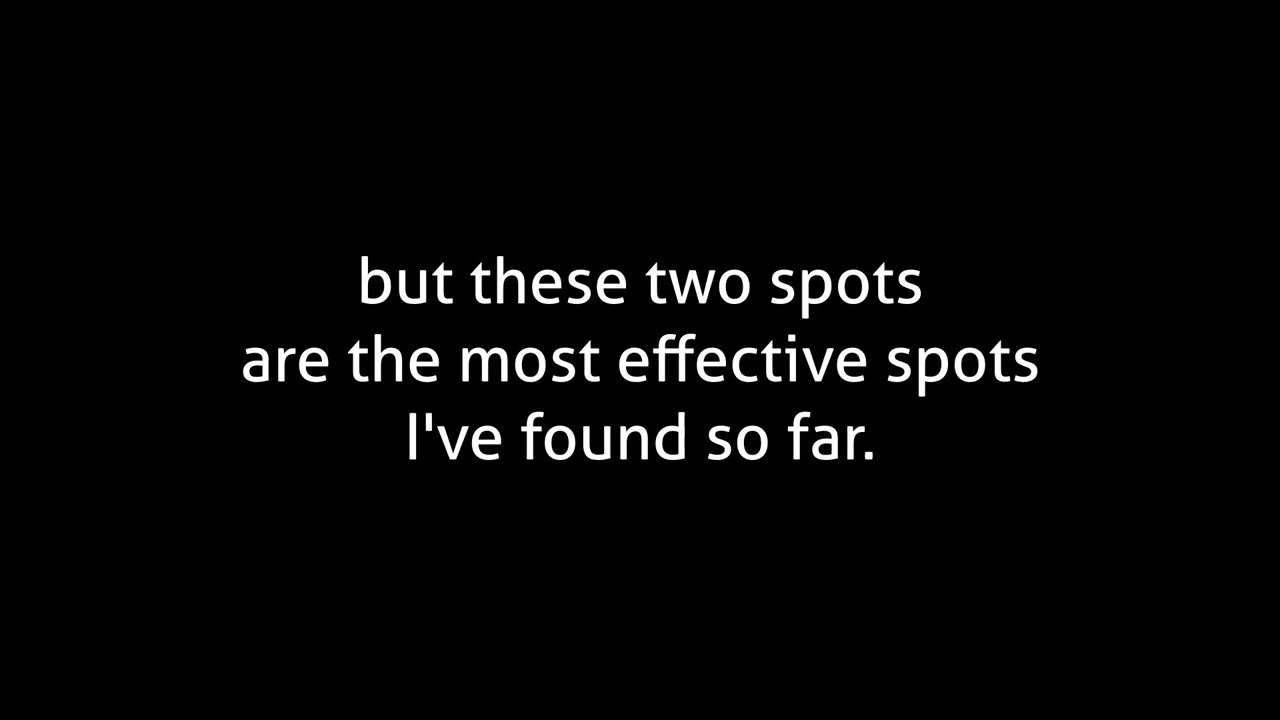 but these two spots
are the most effective spots
I've found so far.